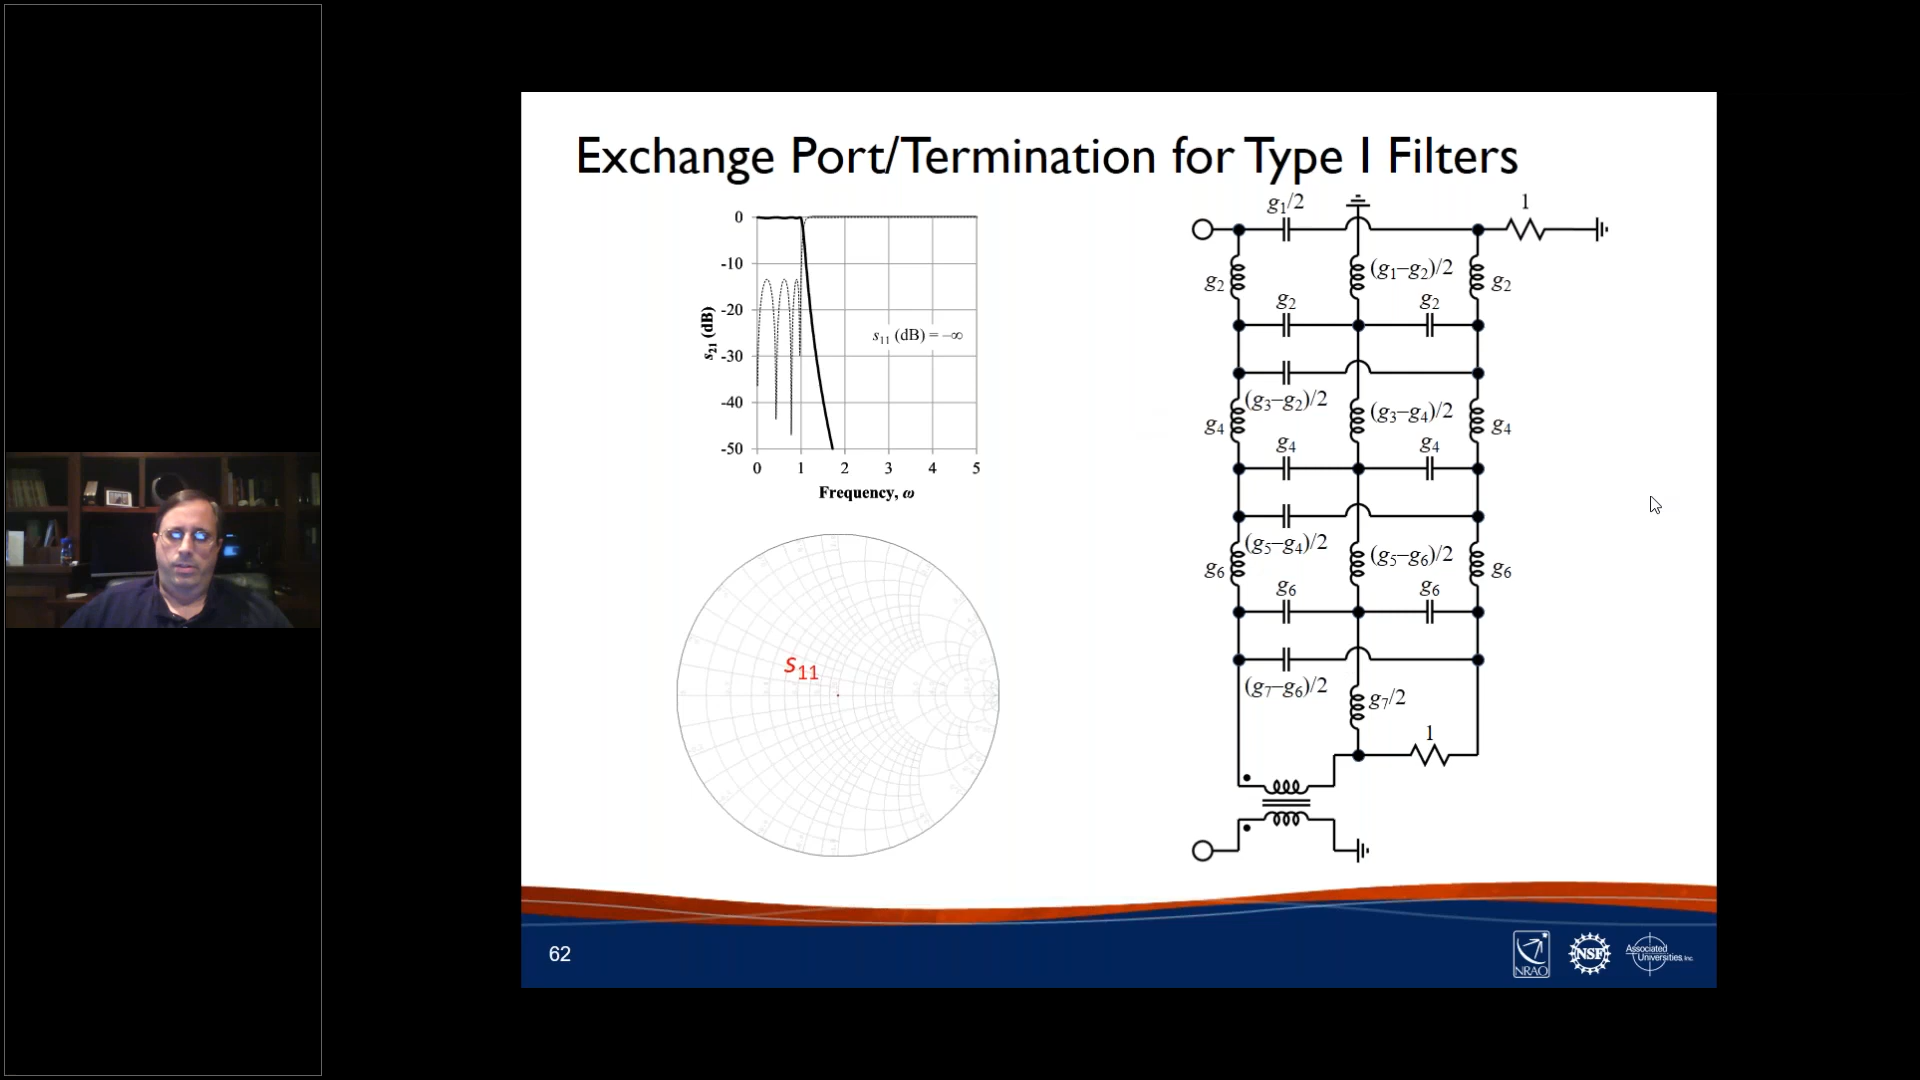 Exchange Port/Termination for Type I Filters
0
-10
-20
-30
-40
-50
s21 (dB)
s11 (dB) = −∞
0 1 2 3 4 5
Frequency, ω
s11
g1/2
1
g2
(g1−g2)/2
g2
g2
g2
(g3−g2)/2
(g3−g4)/2
g4
g4
g4
g4
(g5−g4)/2
(g5−g6)/2
g6
g6
g6
g6
(g7−g6)/2
g7/2
1
62
NRAO
NSF
Associated
Universities, Inc.